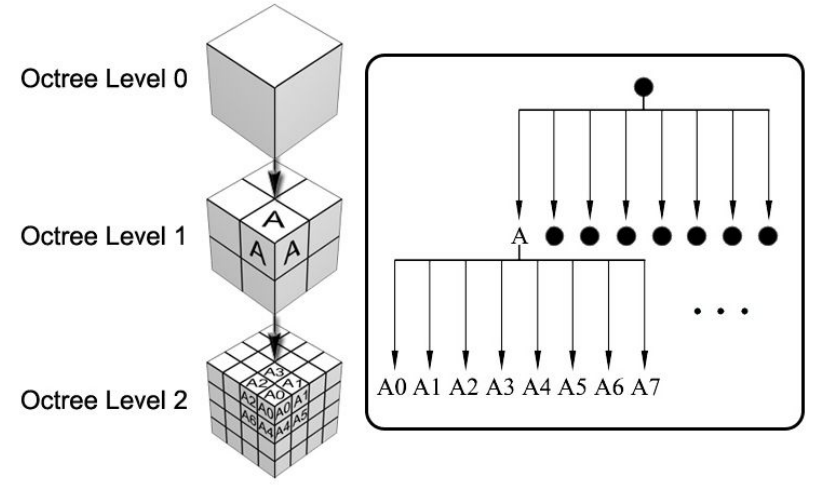 Octree Level 0
Octree Level 1
A
A A
Octree Level 2
A3
A2 A1
A0
A2 A0 A0 A1
A6 A4 A4 A5
A
A0 A1 A2 A3 A4 A5 A6 A7
. . .